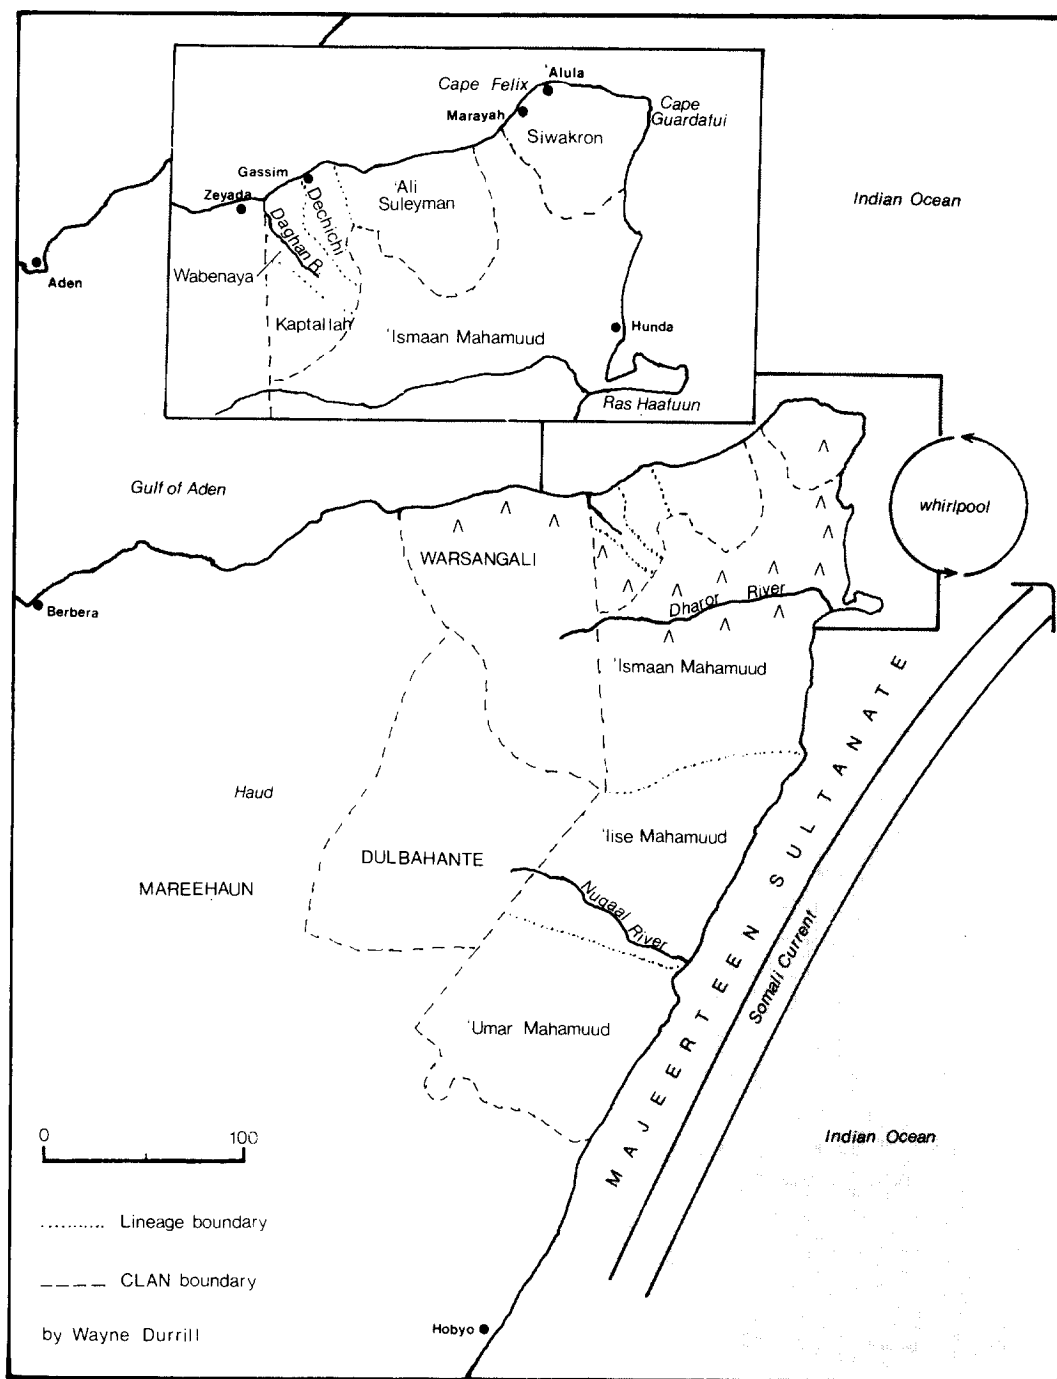 'Alula
Cape Felix
Cape
Guardafui
Marayah
Siwakron
Gassim
'Ali
Suleyman
Zeyada
Dechichi
Daghan R.
Wabenaya
Kaptallah
'Ismaan Mahamuud
Hunda
Ras Haafuun
Indian Ocean
Aden
Gulf of Aden
whirlpool
WARSANGALI
Berbera
Dharor River
'Ismaan Mahamuud
MAJEERTEEN SULTANATE
Haud
'Iise Mahamuud
DULBAHANTE
MAREEHAUN
Nugaal River
Somali Current
'Umar Mahamuud
Indian Ocean
0 100
Lineage boundary
CLAN boundary
by Wayne Durrill
Hobyo